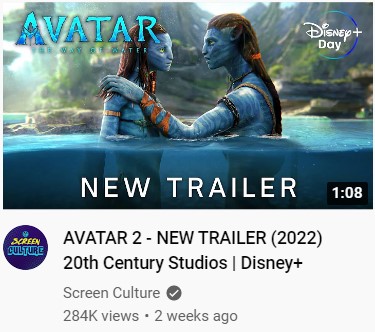 AVATAR
THE WAY OF WATER
Disney+
Day
NEW TRAILER
1:08
SCREEN
CULTURE
AVATAR 2 - NEW TRAILER (2022)
20th Century Studios | Disney+
Screen Culture
284K views • 2 weeks ago